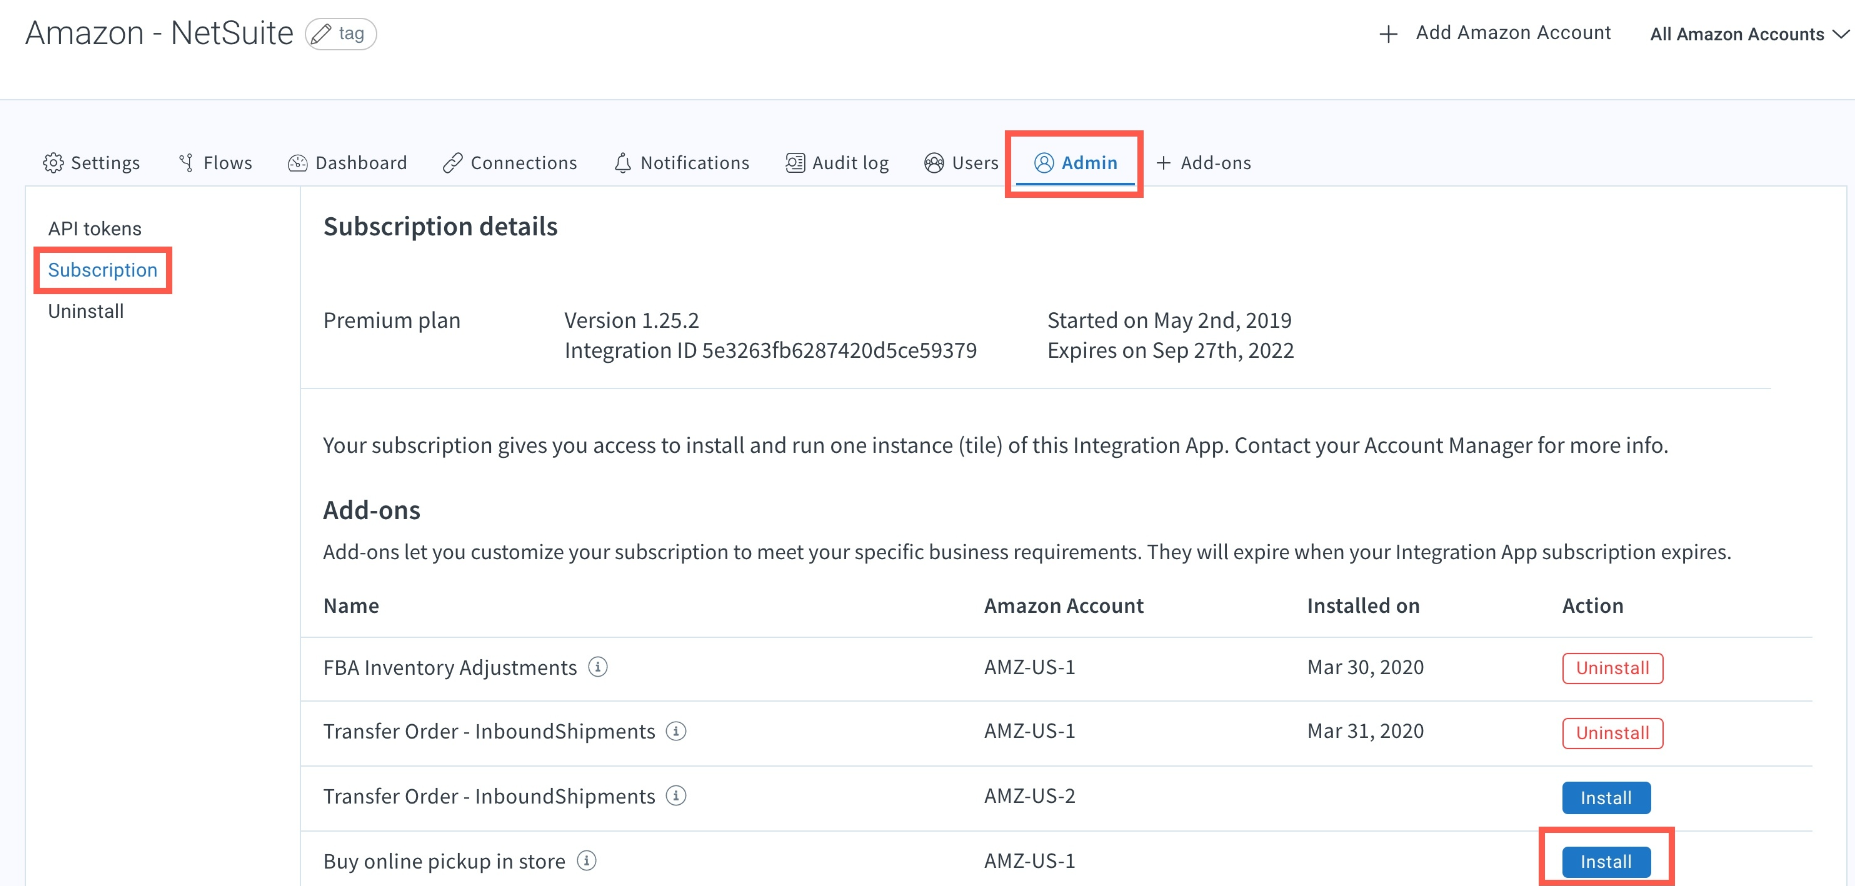 Amazon - NetSuite tag
Add Amazon Account All Amazon Accounts
Settings Flows Dashboard Connections Notifications Audit log Users Admin Add-ons
API tokens
Subscription
Uninstall
Subscription details
Premium plan Version 1.25.2 Started on May 2nd, 2019
Integration ID 5e3263fb6287420d5ce59379 Expires on Sep 27th, 2022
Your subscription gives you access to install and run one instance (tile) of this Integration App. Contact your Account Manager for more info.
Add-ons
Add-ons let you customize your subscription to meet your specific business requirements. They will expire when your Integration App subscription expires.
Name Amazon Account Installed on Action
FBA Inventory Adjustments AMZ-US-1 Mar 30, 2020 Uninstall
Transfer Order - InboundShipments AMZ-US-1 Mar 31, 2020 Uninstall
Transfer Order - InboundShipments AMZ-US-2 Install
Buy online pickup in store AMZ-US-1 Install